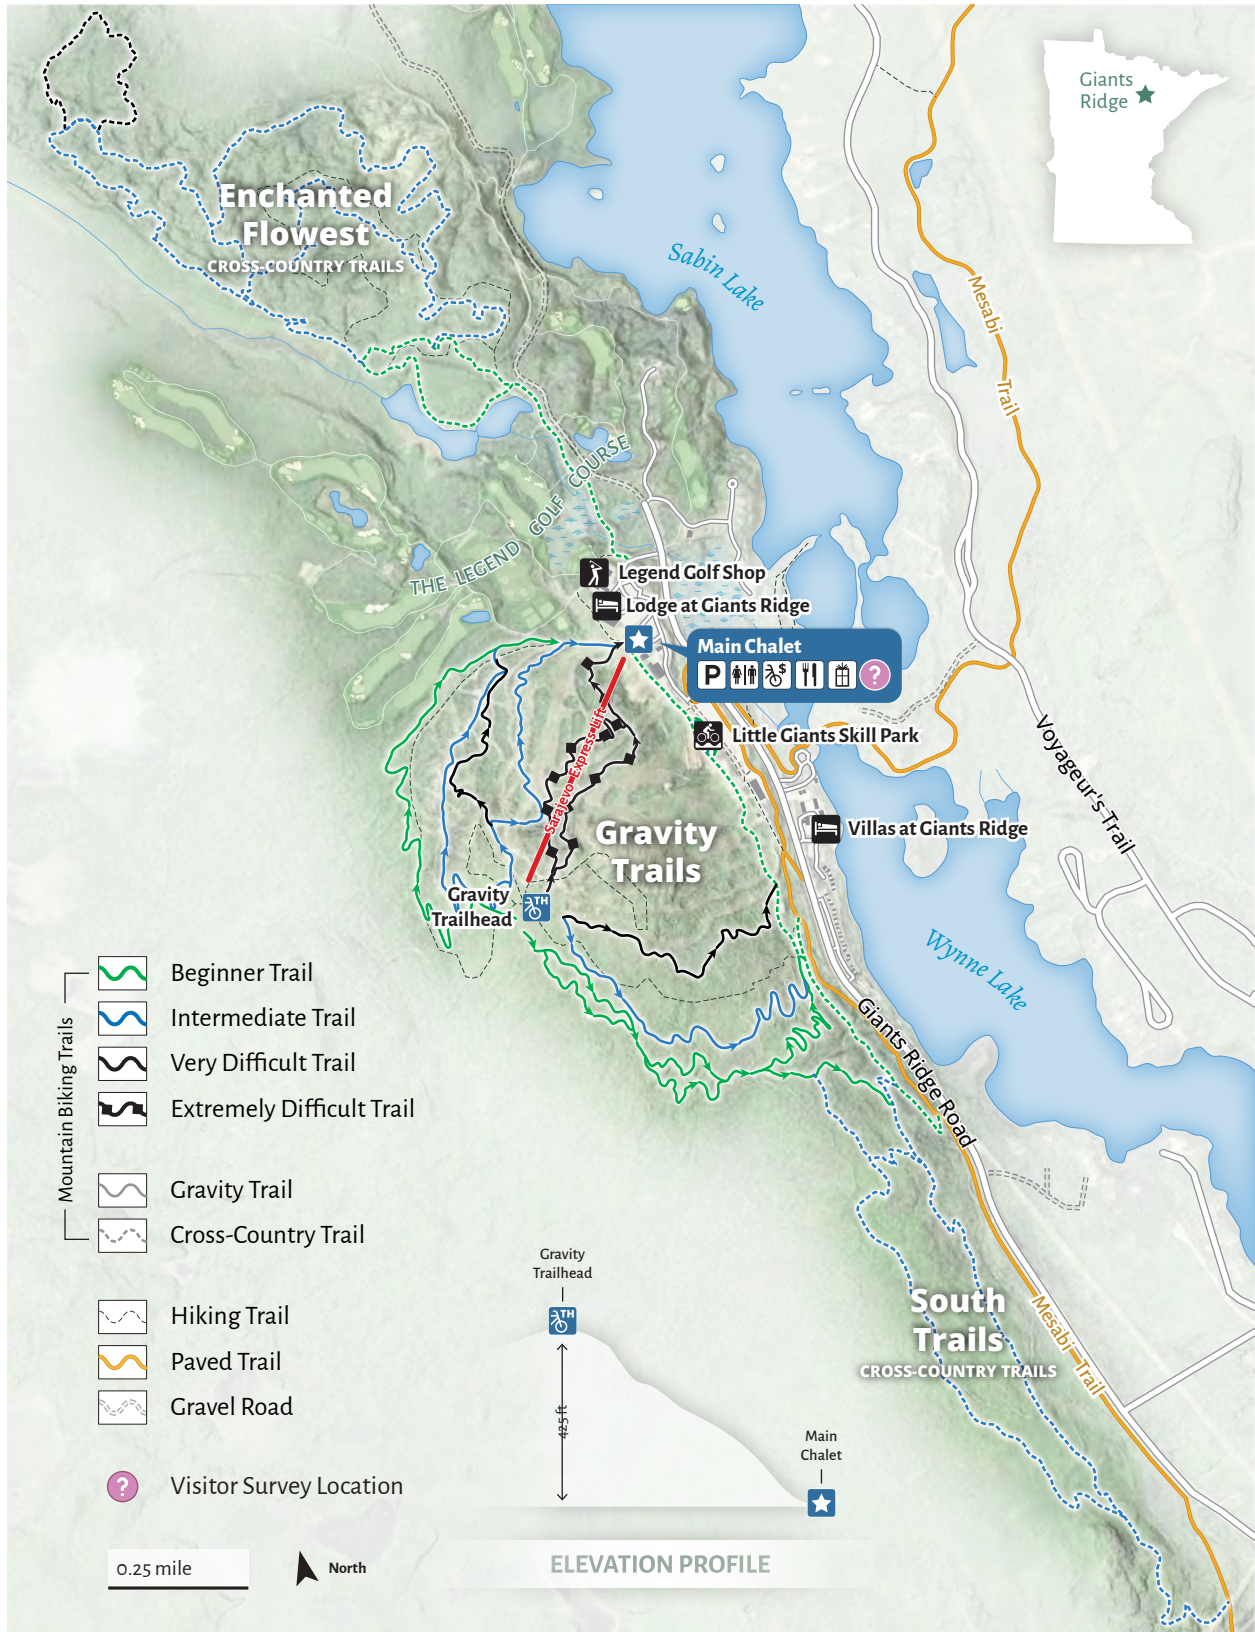 Giants
Ridge
Enchanted
Flowest
CROSS-COUNTRY TRAILS
Sabin Lake
Mesabi Trail
THE LEGEND GOLF COURSE
Legend Golf Shop
Lodge at Giants Ridge
Main Chalet
P
$
?
Little Giants Skill Park
Sarajevo Express Lift
Voyageur's Trail
Gravity
Trails
Villas at Giants Ridge
Gravity
Trailhead
TH
Wynne Lake
Giants Ridge Road
Mountain Biking Trails
Beginner Trail
Intermediate Trail
Very Difficult Trail
Extremely Difficult Trail
Gravity Trail
Cross-Country Trail
Hiking Trail
Paved Trail
Gravel Road
?
Visitor Survey Location
0.25 mile
North
South
Trails
CROSS-COUNTRY TRAILS
Mesabi Trail
Gravity
Trailhead
TH
425 ft
Main
Chalet
ELEVATION PROFILE